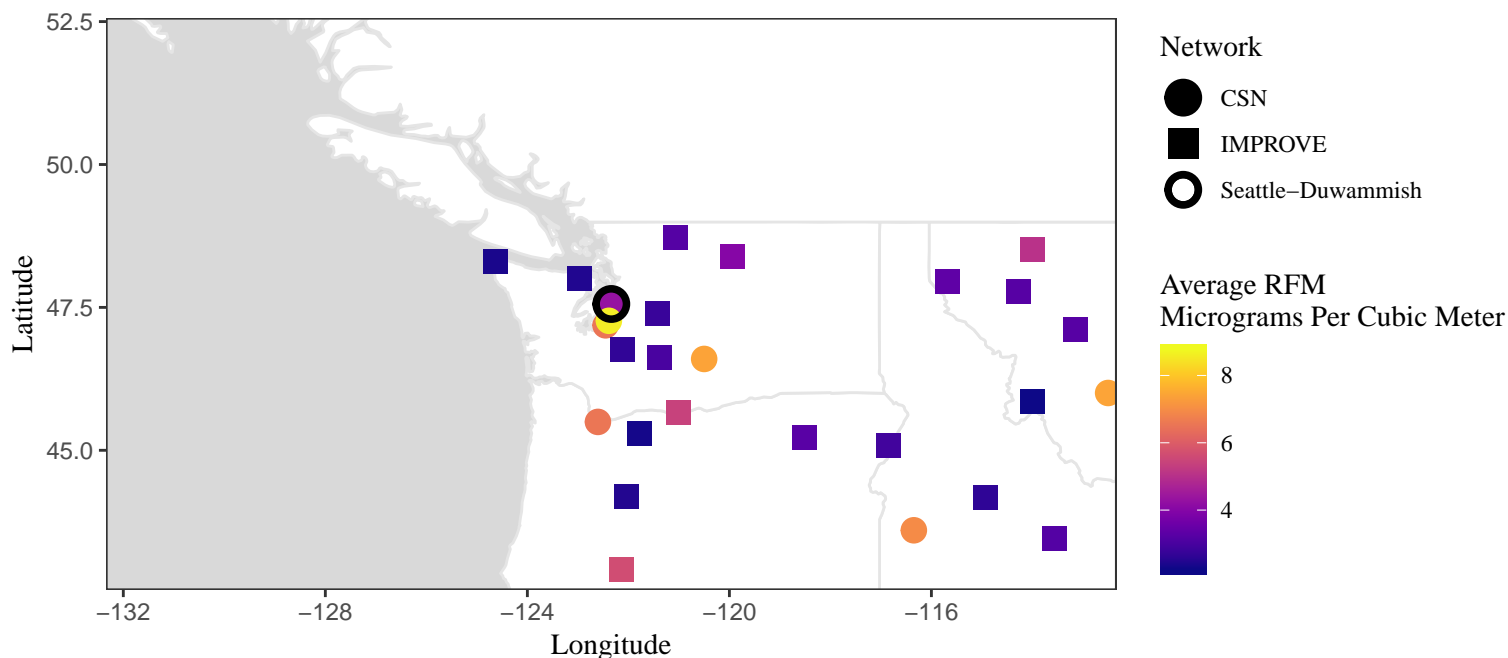 52.5
50.0
47.5
45.0
Latitude
−132
−128
−124
−120
−116
Longitude
Network
CSN
IMPROVE
Seattle−Duwammish
Average RFM
Micrograms Per Cubic Meter
8
6
4